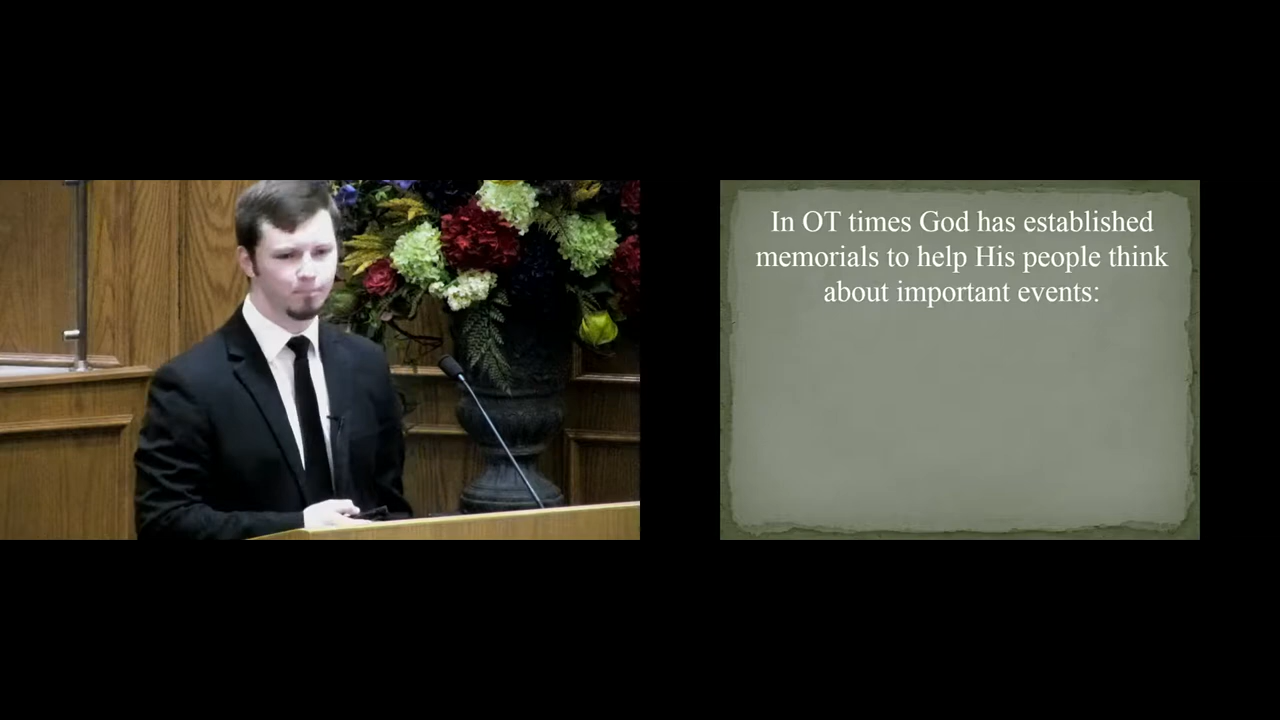 In OT times God has established
memorials to help His people think
about important events: